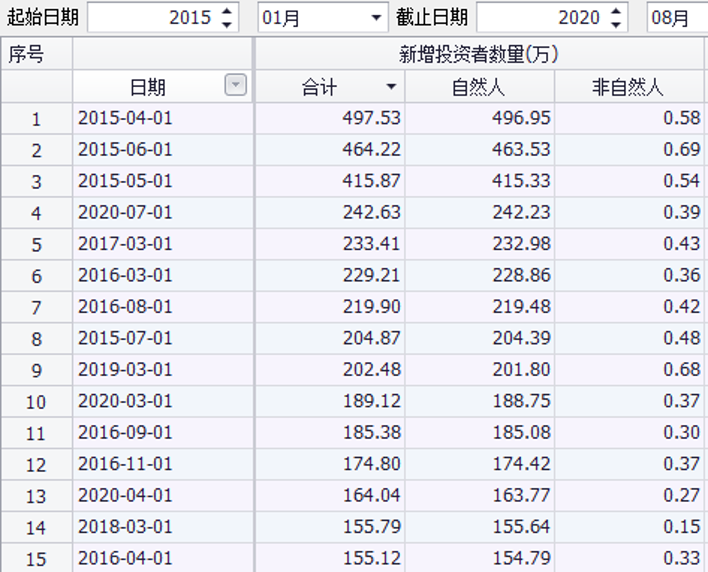 起始日期 2015 01月 截止日期 2020 08月
序号 新增投资者数量(万)
日期 合计 自然人 非自然人
1 2015-04-01 497.53 496.95 0.58
2 2015-06-01 464.22 463.53 0.69
3 2015-05-01 415.87 415.33 0.54
4 2020-07-01 242.63 242.23 0.39
5 2017-03-01 233.41 232.98 0.43
6 2016-03-01 229.21 228.86 0.36
7 2016-08-01 219.90 219.48 0.42
8 2015-07-01 204.87 204.39 0.48
9 2019-03-01 202.48 201.80 0.68
10 2020-03-01 189.12 188.75 0.37
11 2016-09-01 185.38 185.08 0.30
12 2016-11-01 174.80 174.42 0.37
13 2020-04-01 164.04 163.77 0.27
14 2018-03-01 155.79 155.64 0.15
15 2016-04-01 155.12 154.79 0.33